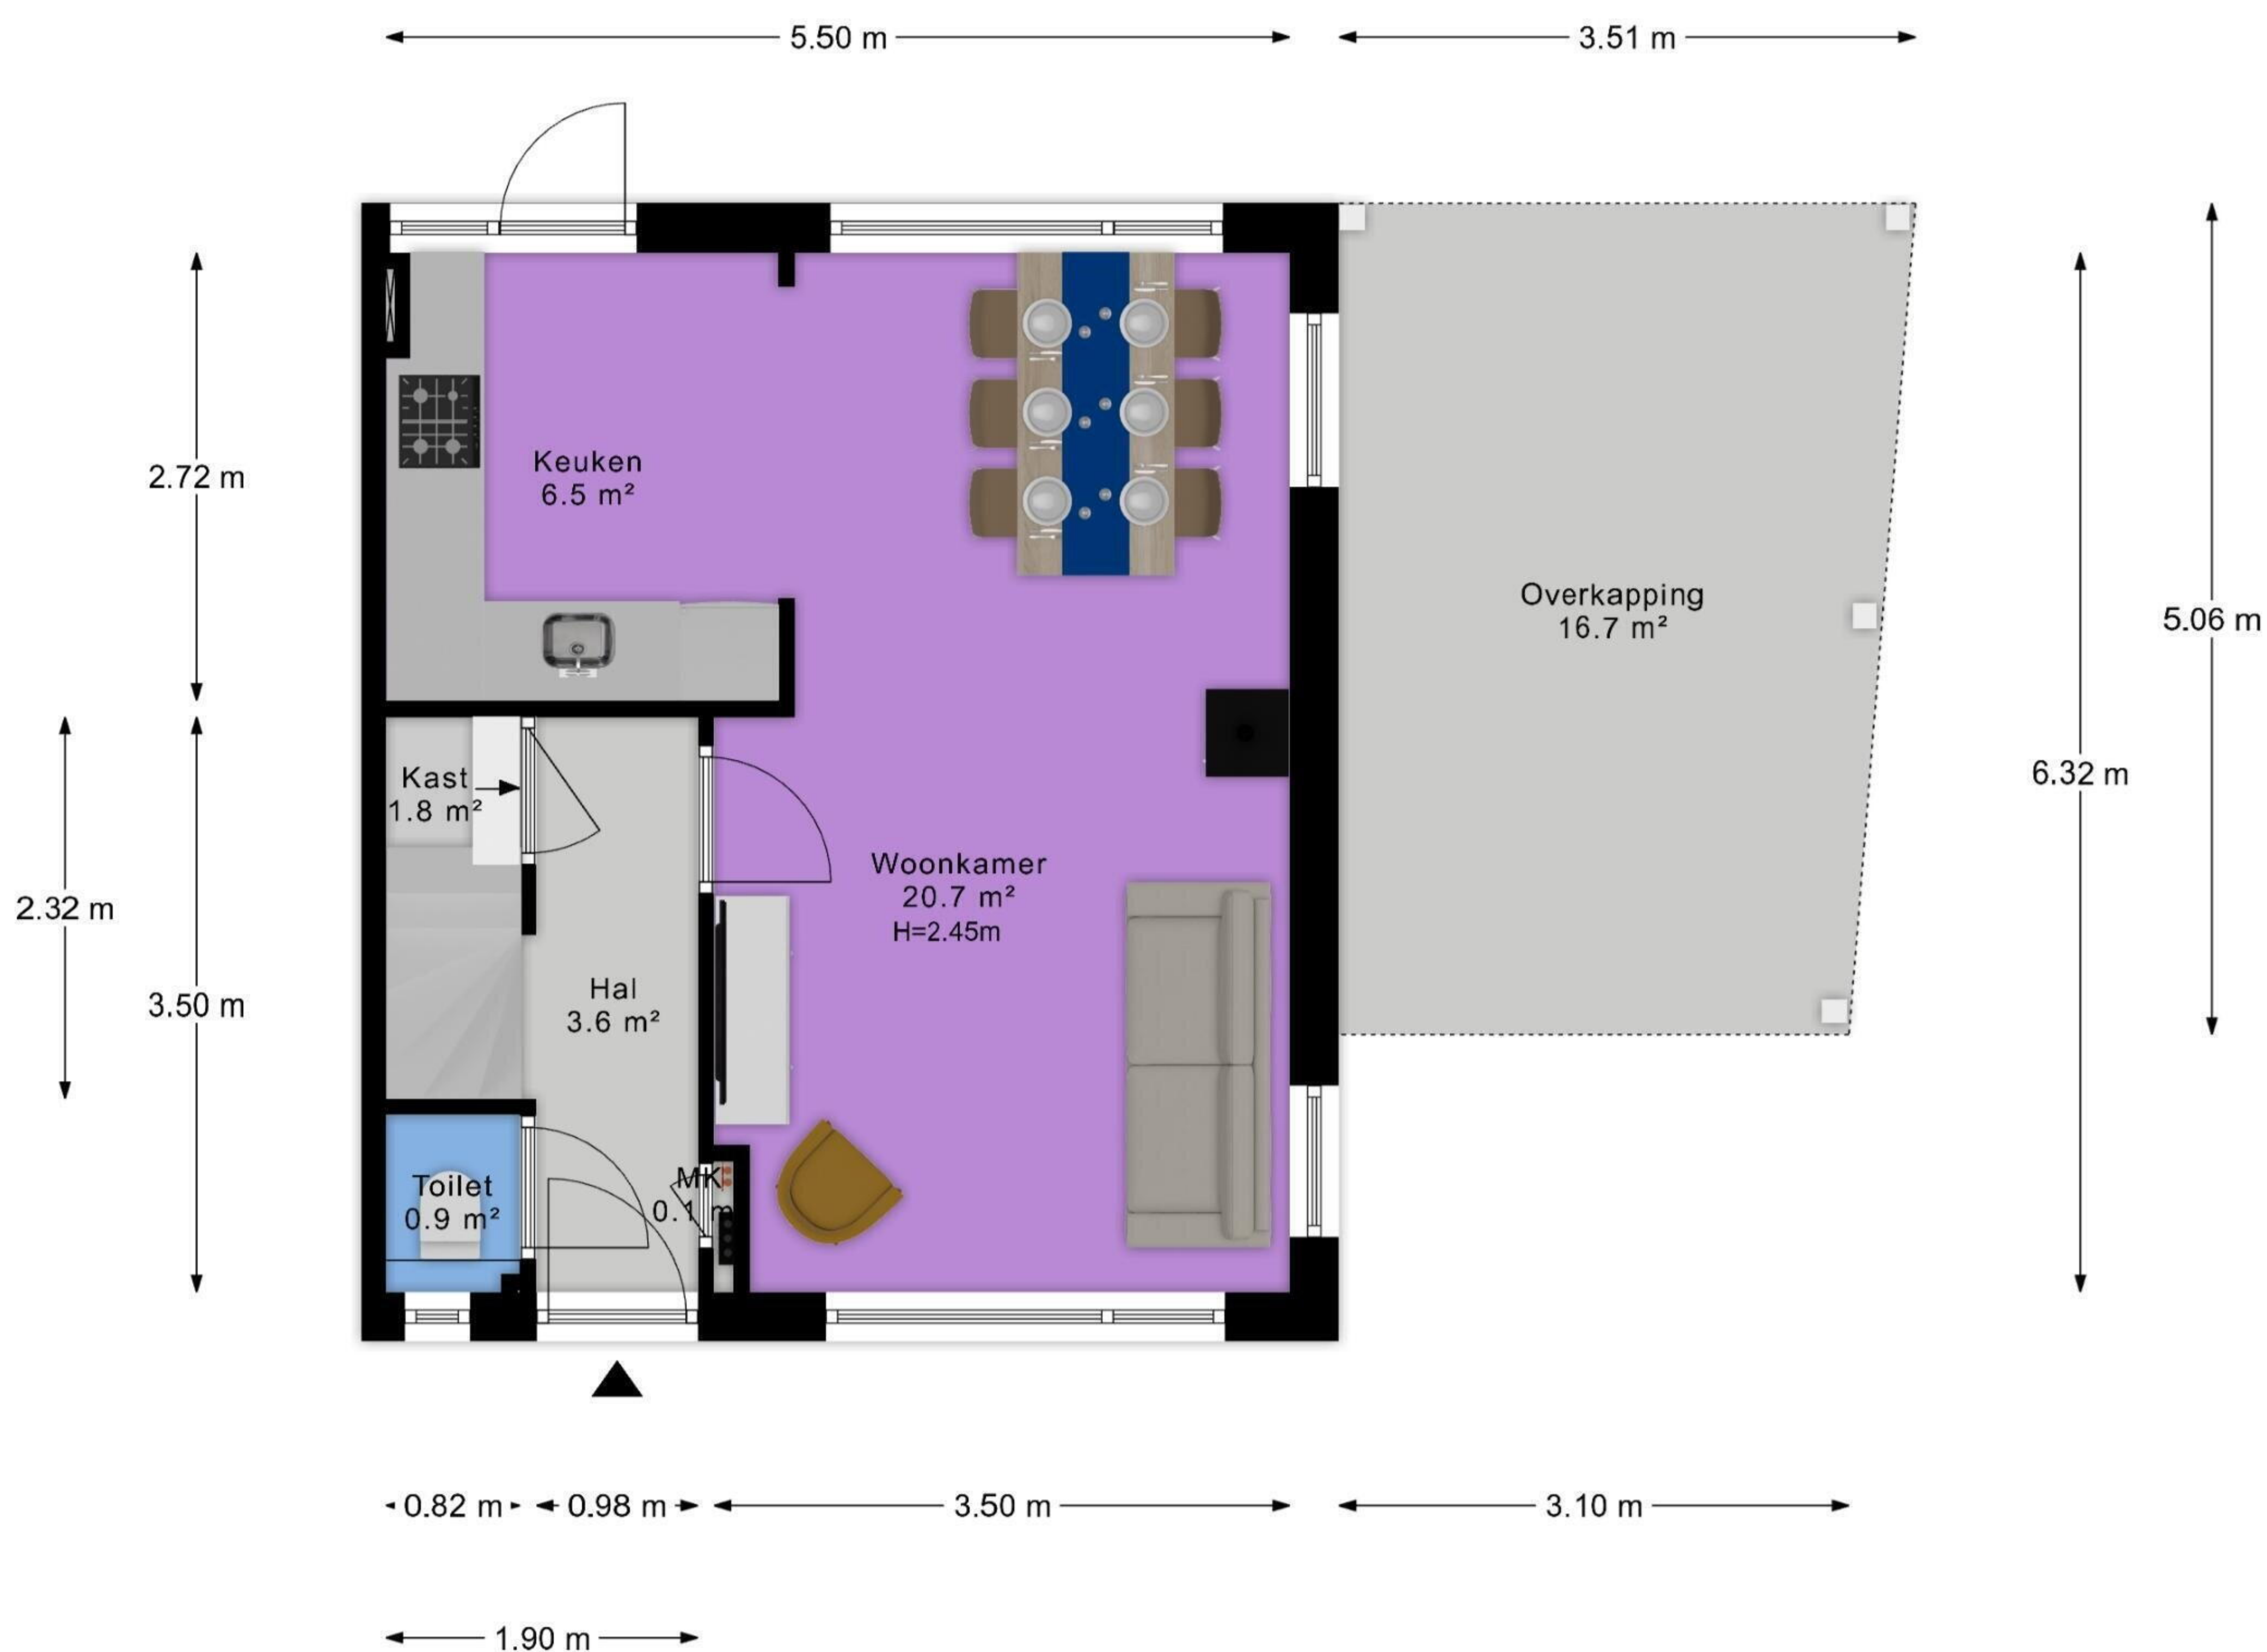 5.50 m
3.51 m
2.72 m
Keuken
6.5 m²
Overkapping
16.7 m²
5.06 m
6.32 m
Kast
1.8 m²
Woonkamer
20.7 m²
H=2.45m
2.32 m
3.50 m
Hal
3.6 m²
Toilet
0.9 m²
MK
0.1 m
0.82 m
0.98 m
3.50 m
3.10 m
1.90 m